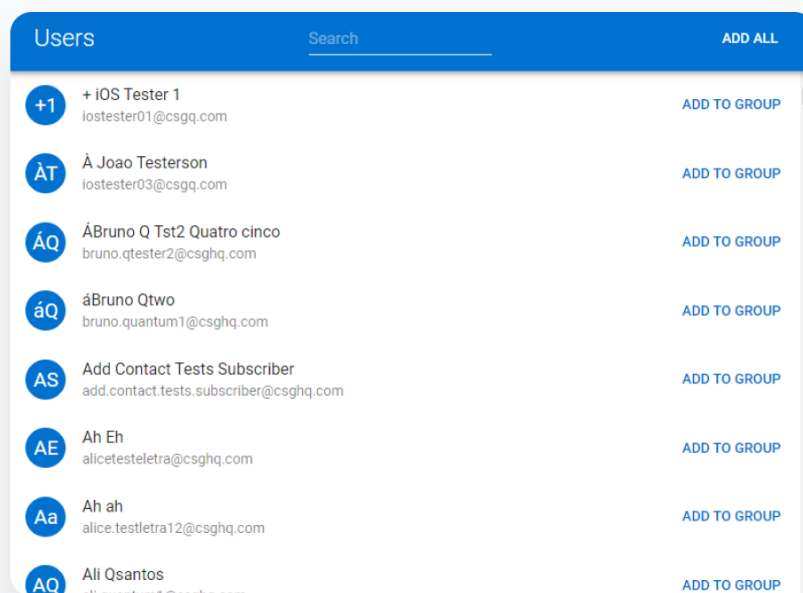 Users Search ADD ALL
+1 + iOS Tester 1
iostester01@csgq.com
ADD TO GROUP
ÀT À Joao Testerson
iostester03@csgq.com
ADD TO GROUP
ÁQ ÁBruno Q Tst2 Quatro cinco
bruno.qtester2@csghq.com
ADD TO GROUP
áQ áBruno Qtwo
bruno.quantum1@csghq.com
ADD TO GROUP
AS Add Contact Tests Subscriber
add.contact.tests.subscriber@csghq.com
ADD TO GROUP
AE Ah Eh
alicetesteletra@csghq.com
ADD TO GROUP
Aa Ah ah
alice.testletra12@csghq.com
ADD TO GROUP
AQ Ali Qsantos
ADD TO GROUP